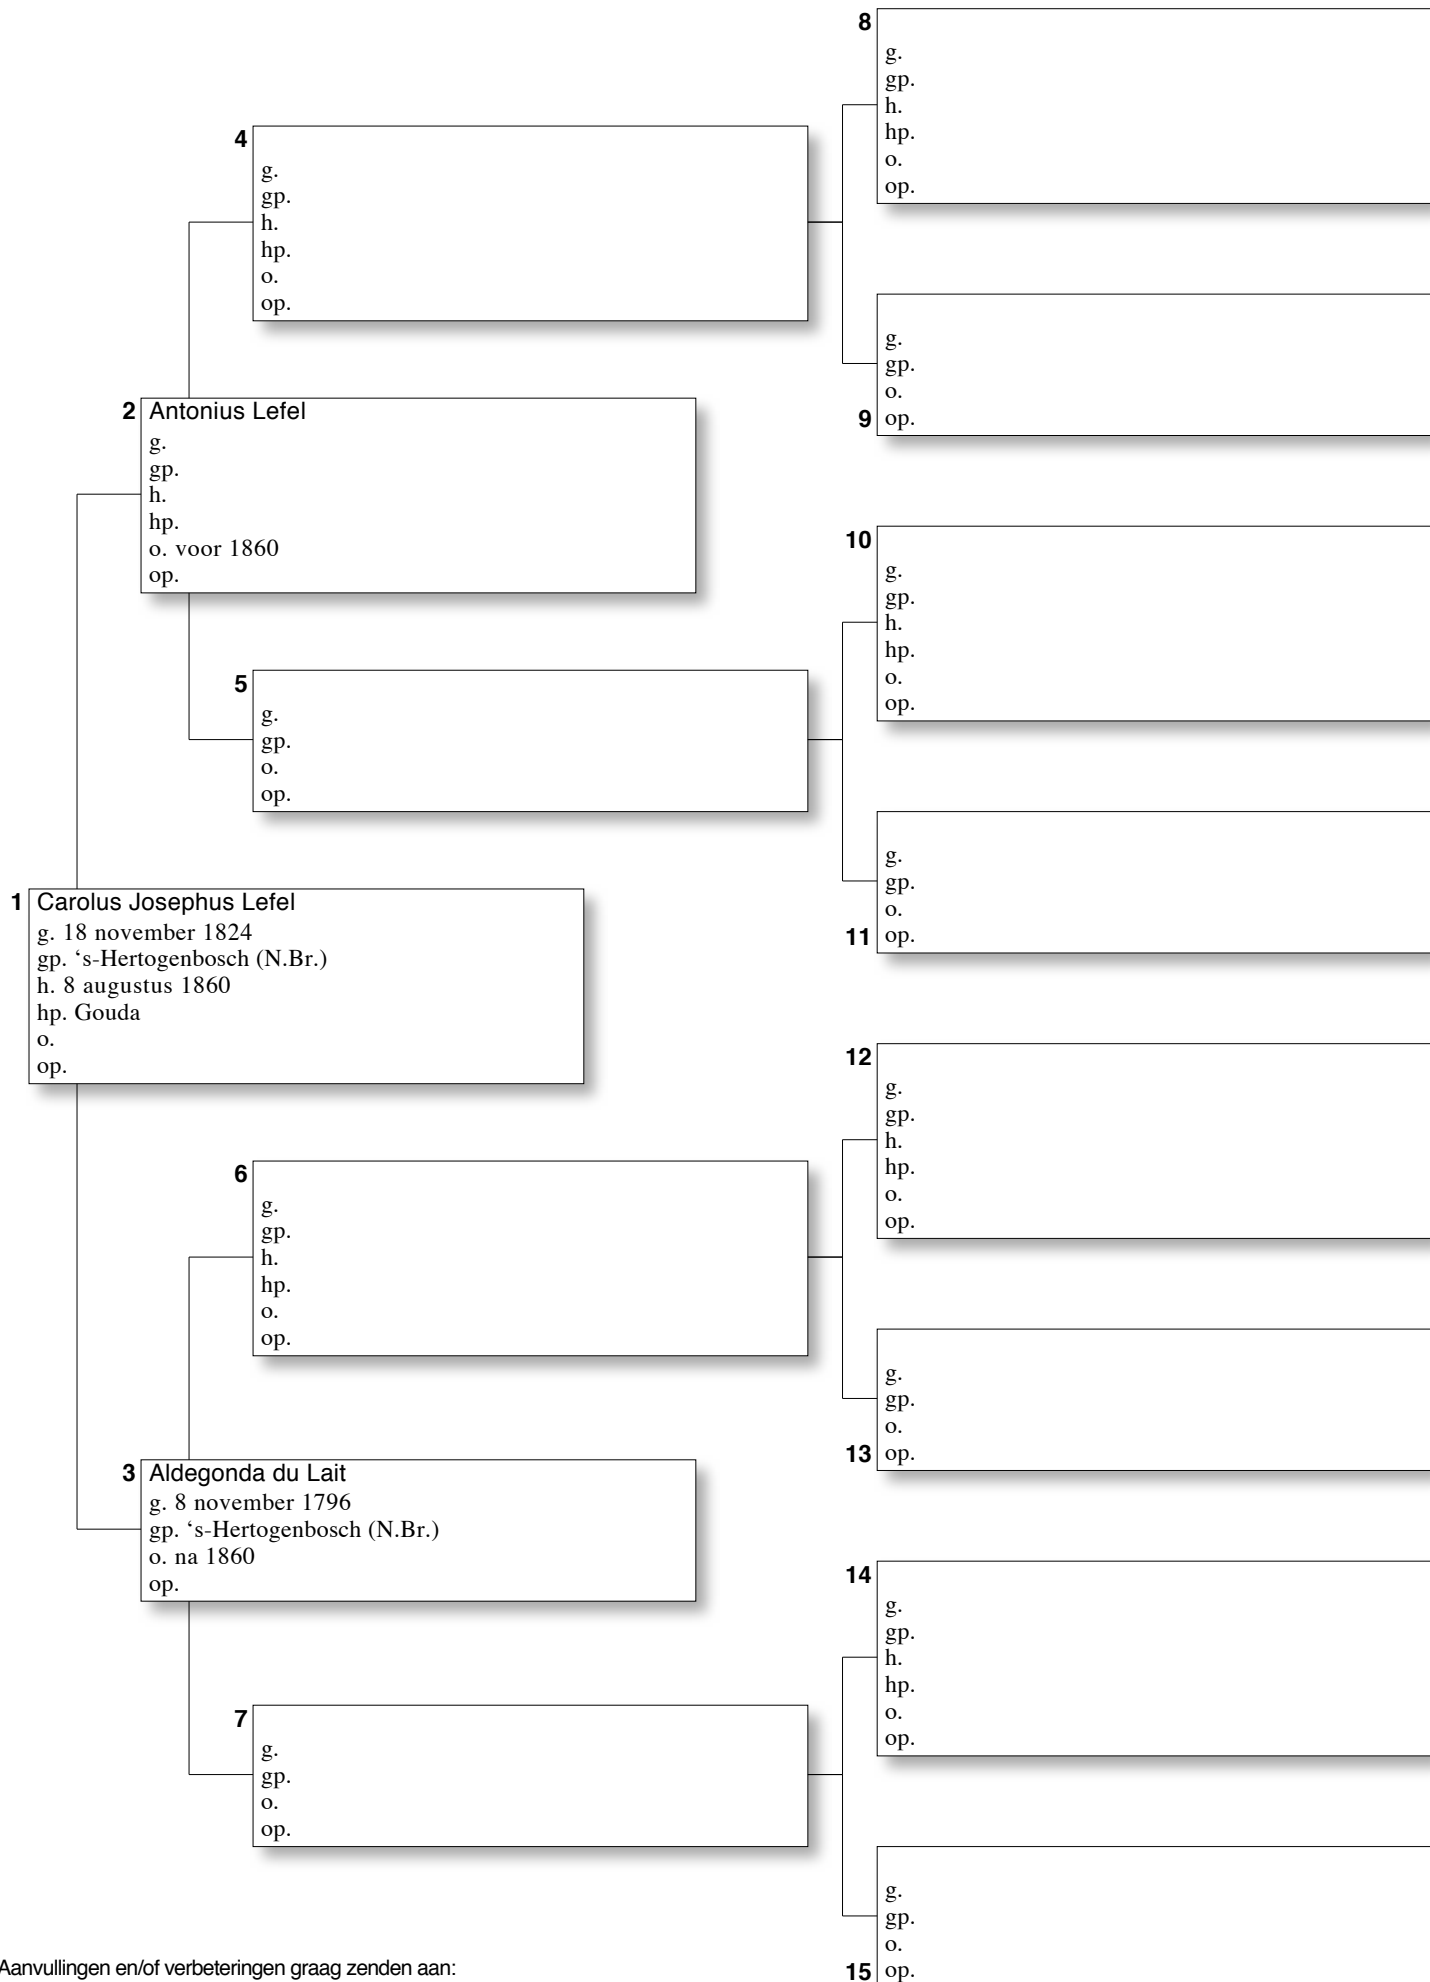 8
g.
gp.
h.
hp.
o.
op.
4
g.
gp.
h.
hp.
o.
op.
g.
gp.
o.
9 op.
2 Antonius Lefel
g.
gp.
h.
hp.
o. voor 1860
op.
10
g.
gp.
h.
hp.
o.
op.
5
g.
gp.
o.
op.
g.
gp.
o.
11 op.
1 Carolus Josephus Lefel
g. 18 november 1824
gp. ‘s-Hertogenbosch (N.Br.)
h. 8 augustus 1860
hp. Gouda
o.
op.
12
g.
gp.
h.
hp.
o.
op.
6
g.
gp.
h.
hp.
o.
op.
g.
gp.
o.
13 op.
3 Aldegonda du Lait
g. 8 november 1796
gp. ‘s-Hertogenbosch (N.Br.)
o. na 1860
op.
14
g.
gp.
h.
hp.
o.
op.
7
g.
gp.
o.
op.
g.
gp.
o.
15 op.
Aanvullingen en/of verbeteringen graag zenden aan: